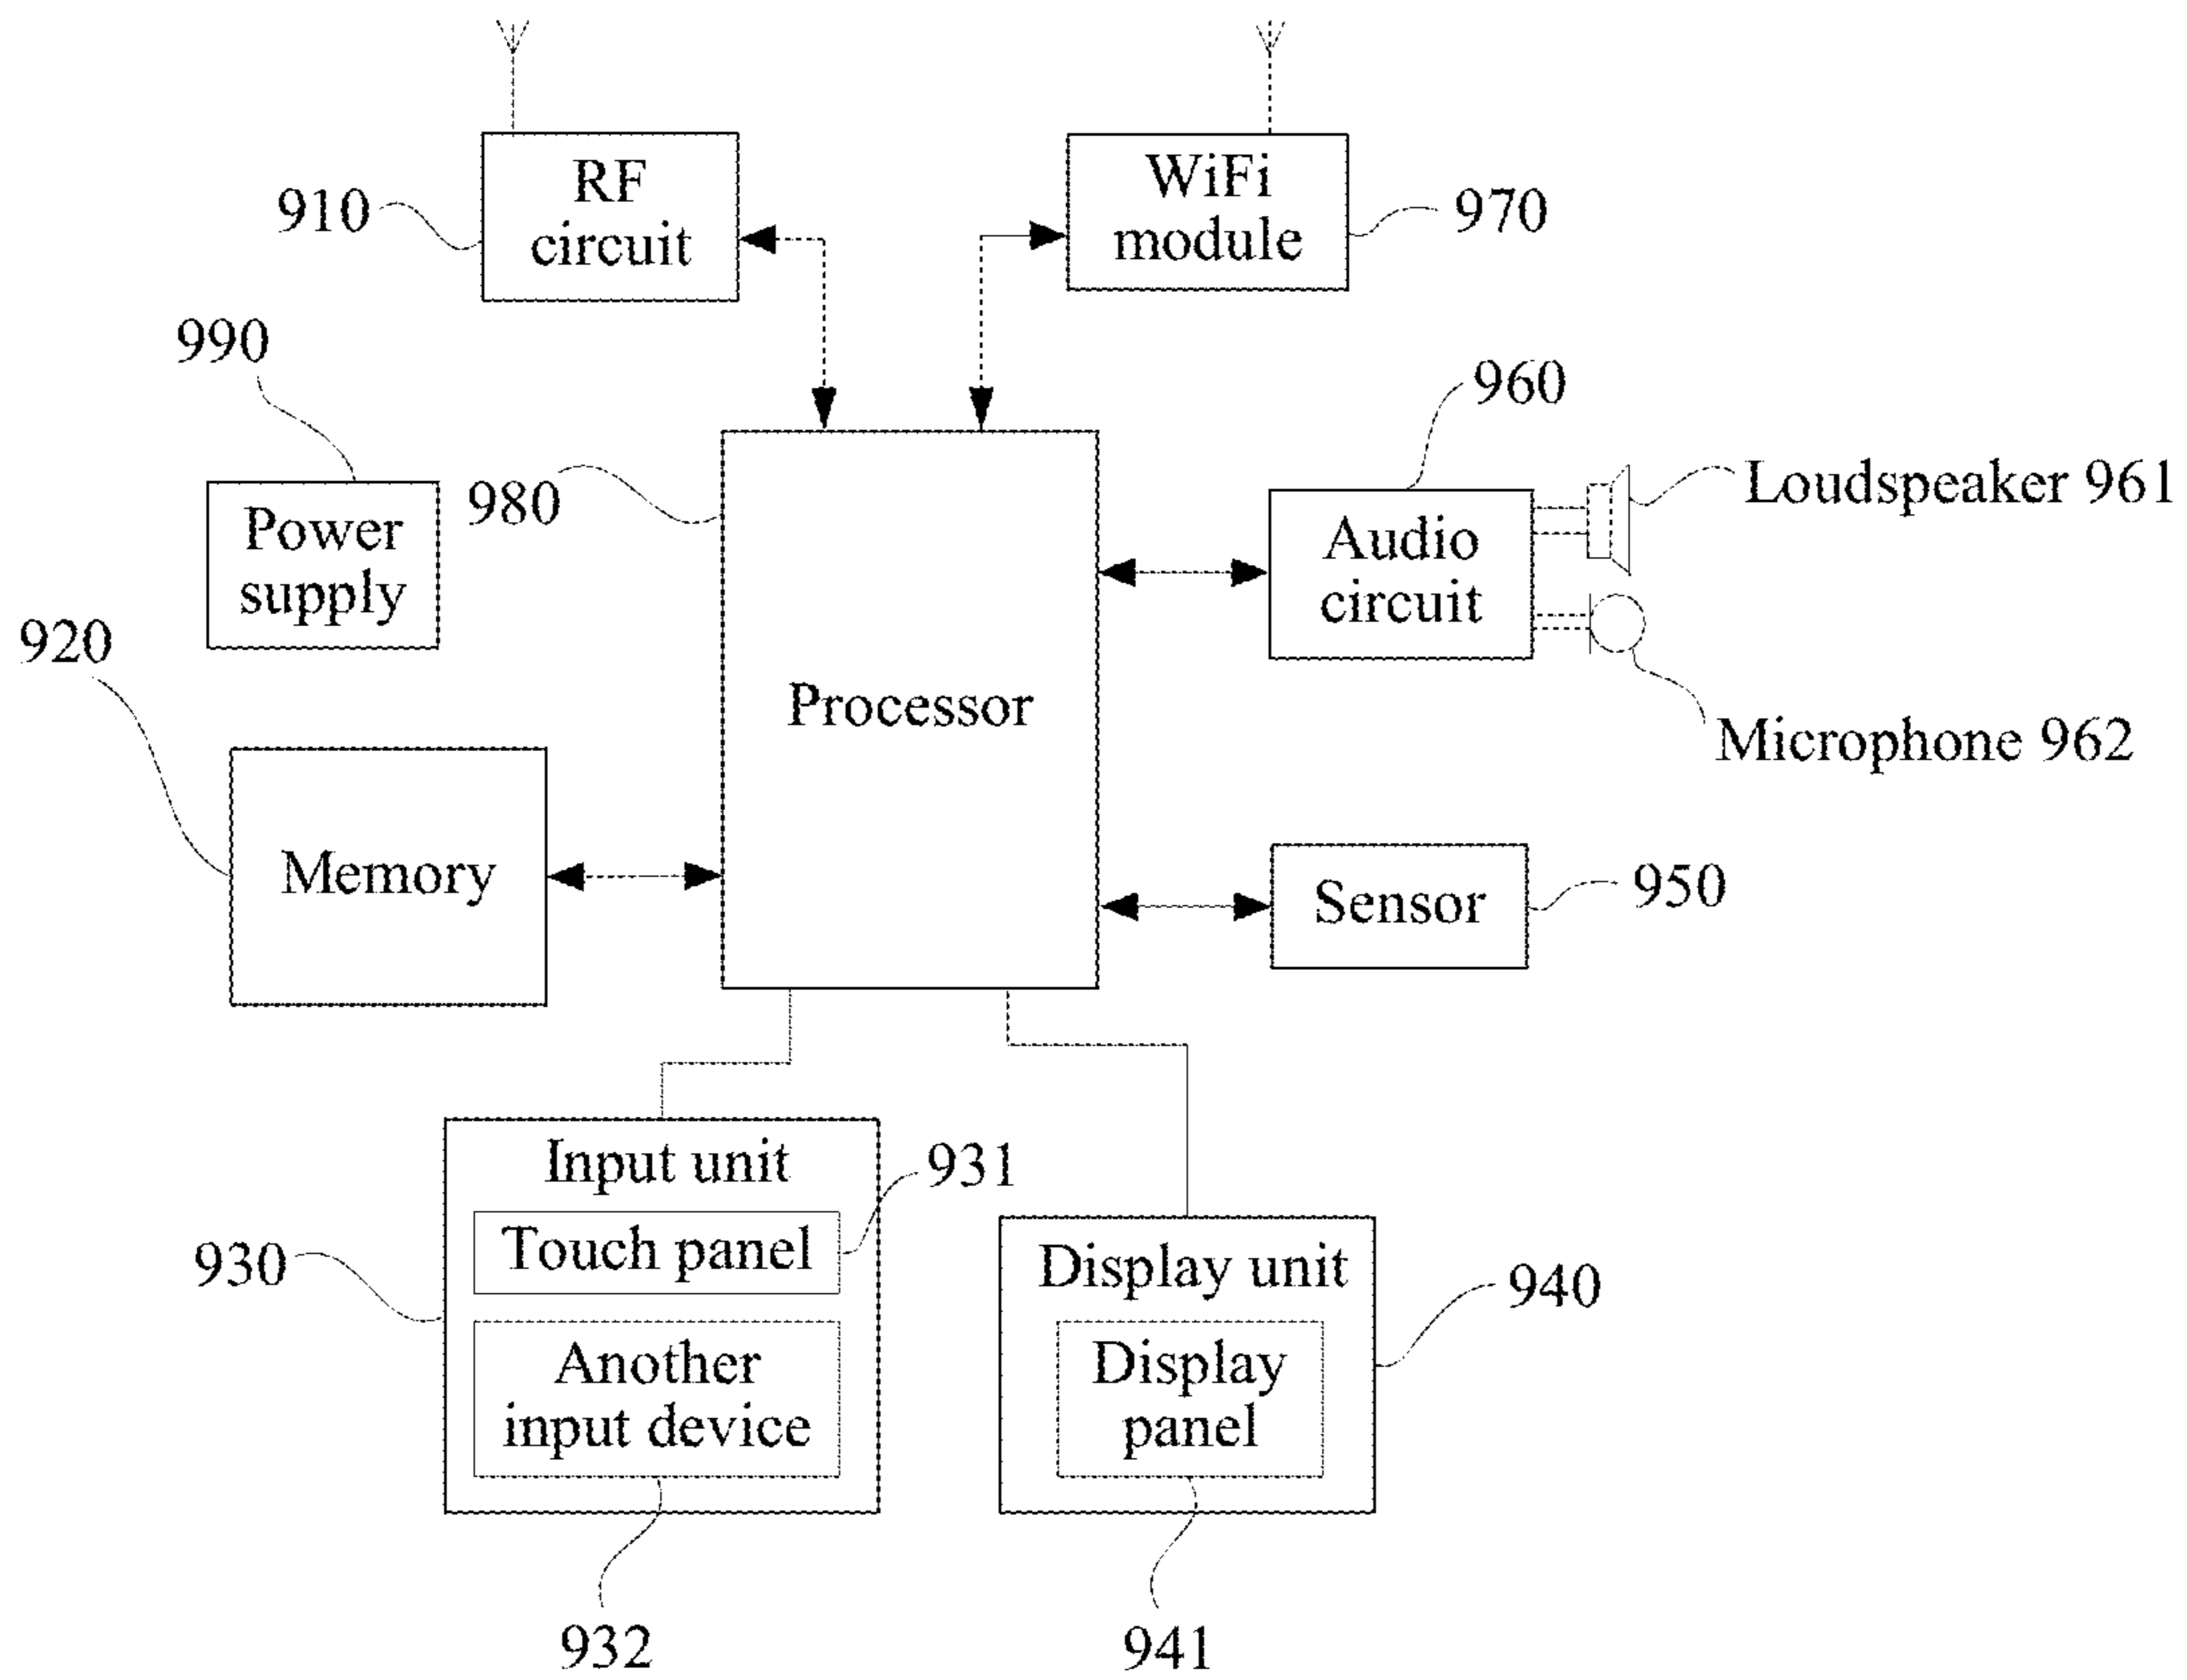 RF
circuit
910
WiFi
module
970
990
Power
supply
980
Processor
960
Audio
circuit
Loudspeaker 961
Microphone 962
920
Memory
Sensor
950
Input unit
931
Touch panel
930
Another
input device
932
Display unit
940
Display
panel
941